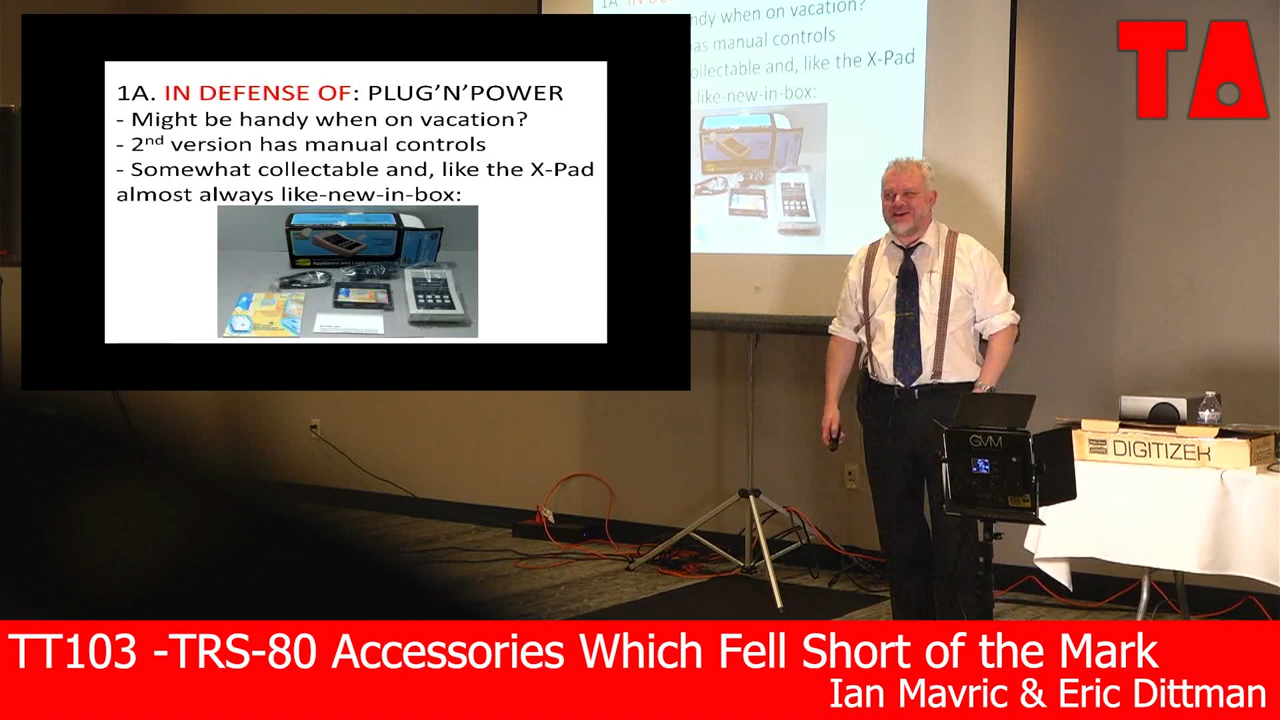 1A. IN DEFENSE OF: PLUG'N'POWER
- Might be handy when on vacation?
- 2nd version has manual controls
- Somewhat collectable and, like the X-Pad
almost always like-new-in-box:
ndy when on vacation?
as manual controls
ollectable and, like the X-Pad
like-new-in-box:
TA
GVM
DIGITIZER
TT103 -TRS-80 Accessories Which Fell Short of the Mark
Ian Mavric & Eric Dittman